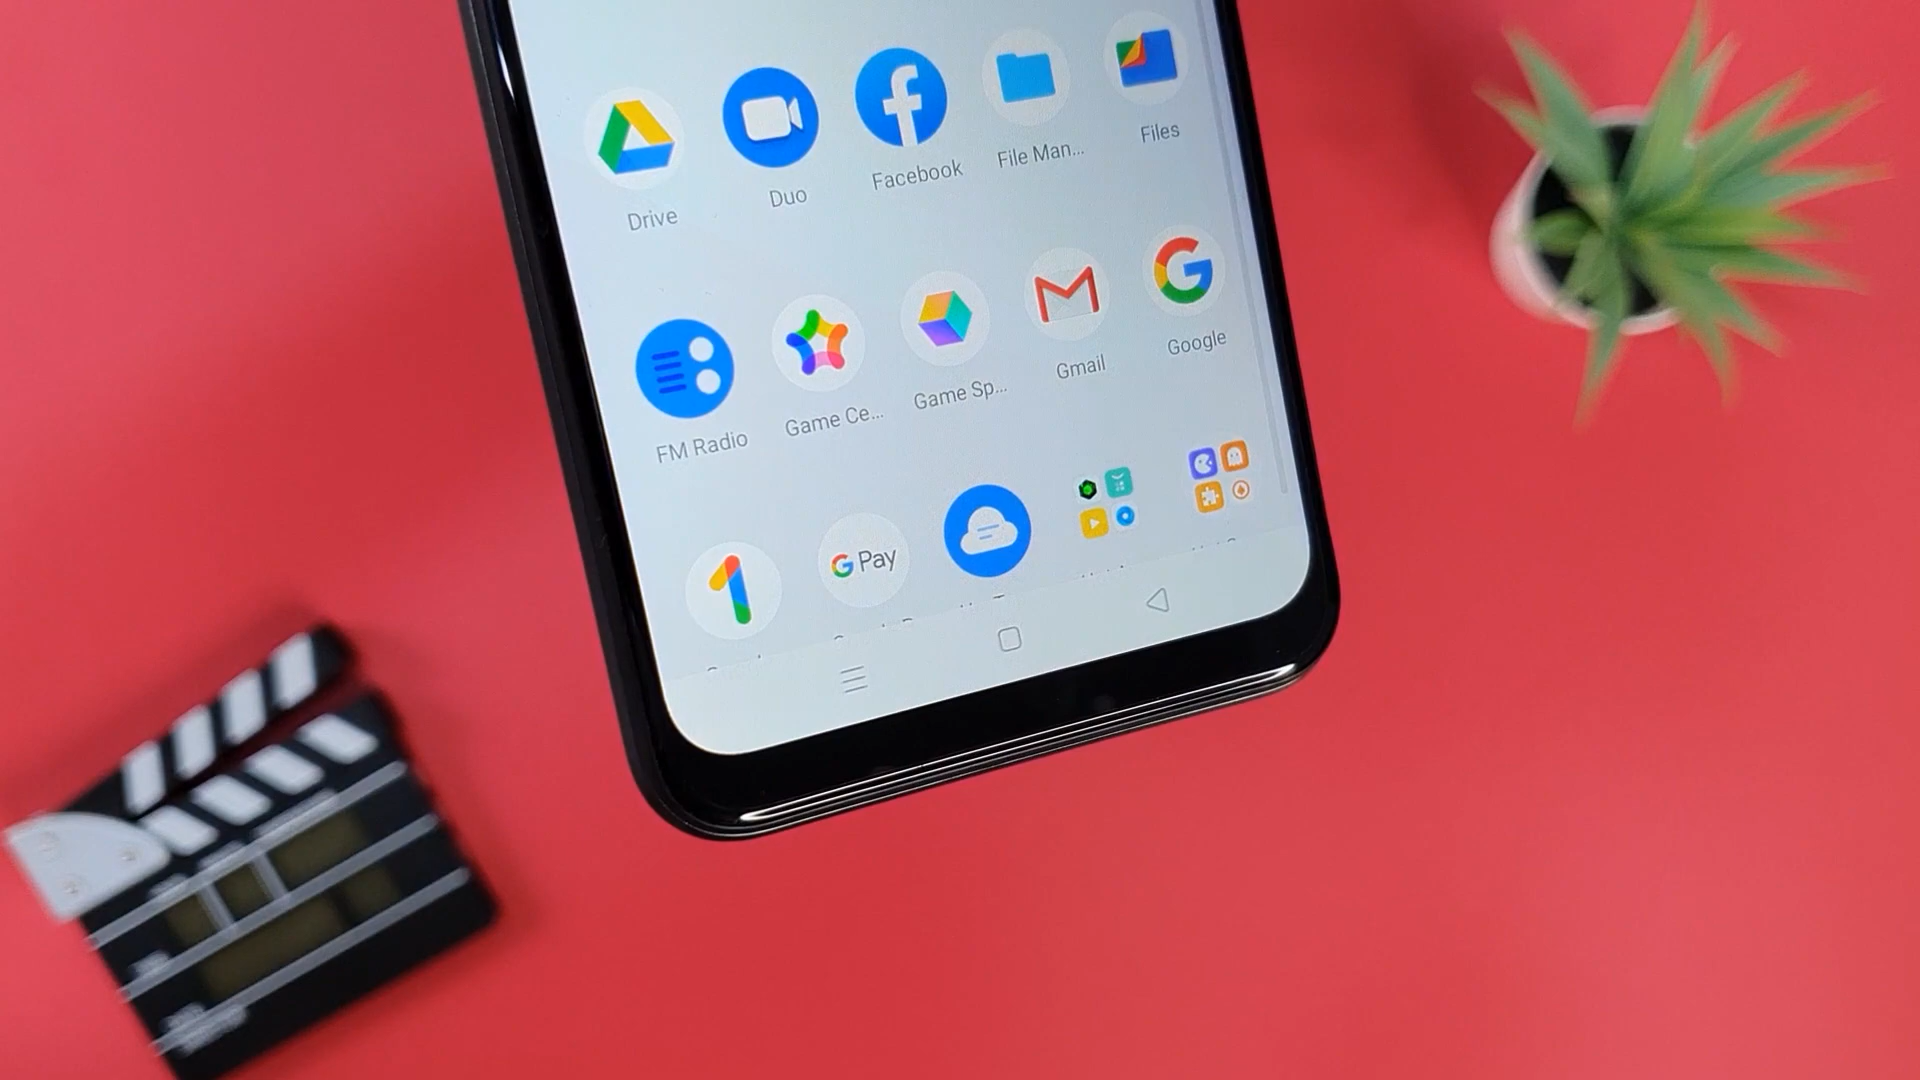 Drive
Duo
Facebook
File Man...
Files
FM Radio
Game Ce...
Game Sp...
Gmail
Google
G Pay